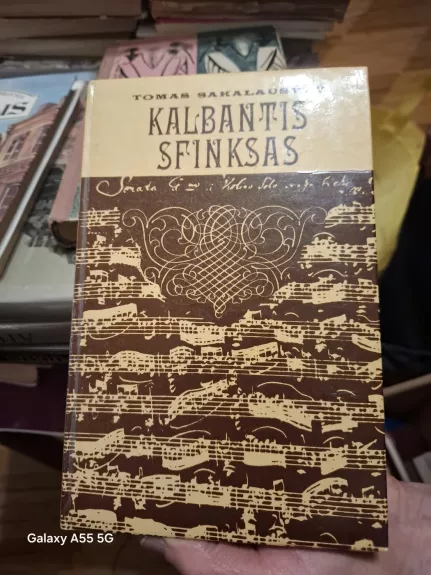 TOMAS SAKALAUSKAS
KALBANTIS
SFINKSAS
Galaxy A55 5G